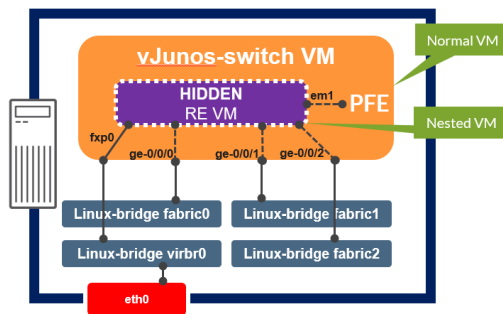 vJunos-switch VM
Normal VM
HIDDEN
RE VM
em1
PFE
Nested VM
fxp0
ge-0/0/0
ge-0/0/1
ge-0/0/2
Linux-bridge fabric0
Linux-bridge fabric1
Linux-bridge virbr0
Linux-bridge fabric2
eth0